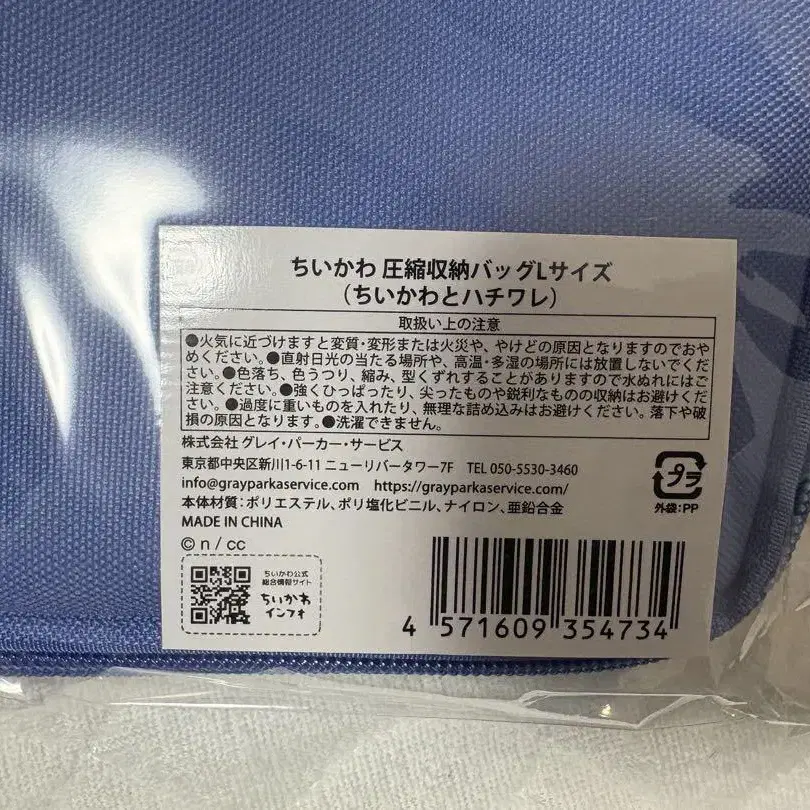 ちいかわ 圧縮収納バッグLサイズ
(ちいかわとハチワレ)
取扱い上の注意
●火気に近づけますと変質・変形または火災や、やけどの原因となりますのでおや
めください。●直射日光の当たる場所や、高温・多湿の場所には放置しないでくだ
さい。●色落ち、色うつり、縮み、型くずれすることがありますので水ぬれにはご
注意ください。●強くひっぱったり、尖ったものや鋭利なものの収納はお避けくだ
さい。●過度に重いものを入れたり、無理な詰め込みはお避けください。落下や破
損の原因となります。●洗濯できません。
株式会社 グレイ・パーカー・サービス
東京都中央区新川1-6-11 ニューリバータワー7F TEL 050-5530-3460
info@grayparkaservice.com https://grayparkaservice.com/
本体材質：ポリエステル、ポリ塩化ビニル、ナイロン、亜鉛合金
MADE IN CHINA
プラ
外袋：PP
© n / cc
ちいかわ公式
総合情報サイト
ちいかわ
インフォ
4 571609 354734